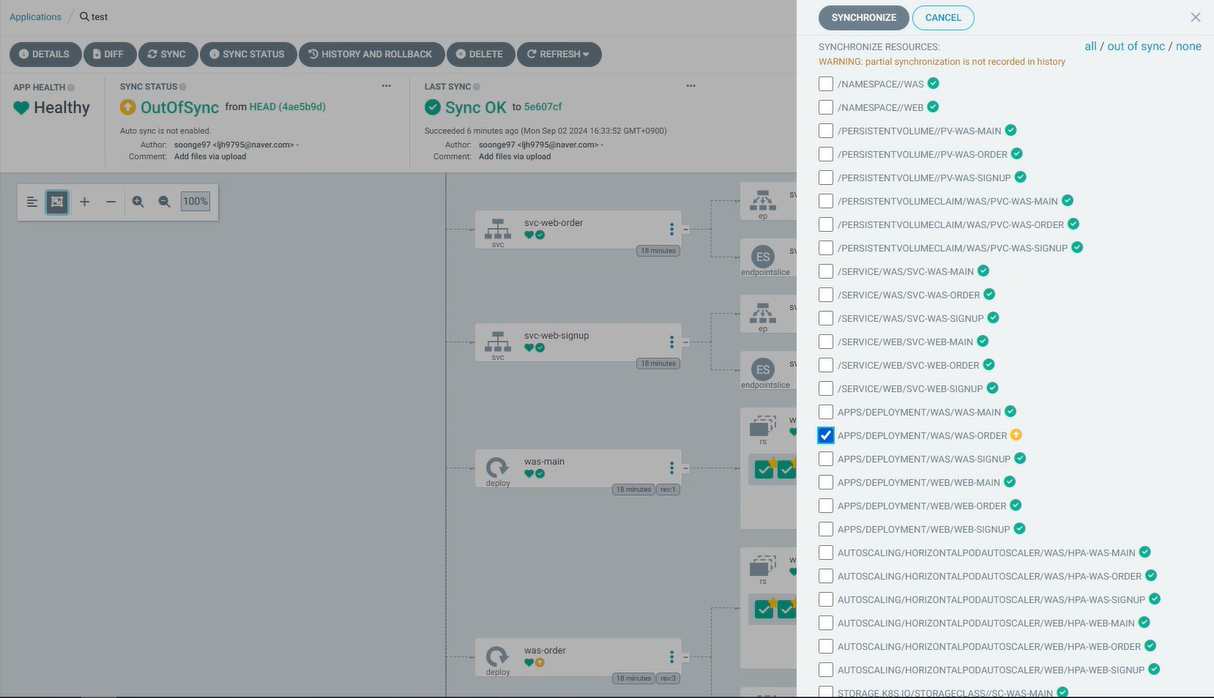 Applications / test
DETAILS DIFF SYNC SYNC STATUS HISTORY AND ROLLBACK DELETE REFRESH
APP HEALTH
Healthy
SYNC STATUS
OutOfSync from HEAD (4ae5b9d)
Auto sync is not enabled.
Author: soonge97 <ljh9795@naver.com> -
Comment: Add files via upload
LAST SYNC
Sync OK to 5e607cf
Succeeded 6 minutes ago (Mon Sep 02 2024 16:33:52 GMT+0900)
Author: soonge97 <ljh9795@naver.com> -
Comment: Add files via upload
100%
svc-web-order
svc
18 minutes
ep
ES
endpointslice
svc-web-signup
svc
18 minutes
ep
ES
endpointslice
was-main
deploy
18 minutes rev:1
rs
was-order
deploy
18 minutes rev:3
rs
SYNCHRONIZE CANCEL
SYNCHRONIZE RESOURCES: all / out of sync / none
WARNING: partial synchronization is not recorded in history
/NAMESPACE//WAS
/NAMESPACE//WEB
/PERSISTENTVOLUME//PV-WAS-MAIN
/PERSISTENTVOLUME//PV-WAS-ORDER
/PERSISTENTVOLUME//PV-WAS-SIGNUP
/PERSISTENTVOLUMECLAIM/WAS/PVC-WAS-MAIN
/PERSISTENTVOLUMECLAIM/WAS/PVC-WAS-ORDER
/PERSISTENTVOLUMECLAIM/WAS/PVC-WAS-SIGNUP
/SERVICE/WAS/SVC-WAS-MAIN
/SERVICE/WAS/SVC-WAS-ORDER
/SERVICE/WAS/SVC-WAS-SIGNUP
/SERVICE/WEB/SVC-WEB-MAIN
/SERVICE/WEB/SVC-WEB-ORDER
/SERVICE/WEB/SVC-WEB-SIGNUP
APPS/DEPLOYMENT/WAS/WAS-MAIN
APPS/DEPLOYMENT/WAS/WAS-ORDER
APPS/DEPLOYMENT/WAS/WAS-SIGNUP
APPS/DEPLOYMENT/WEB/WEB-MAIN
APPS/DEPLOYMENT/WEB/WEB-ORDER
APPS/DEPLOYMENT/WEB/WEB-SIGNUP
AUTOSCALING/HORIZONTALPODAUTOSCALER/WAS/HPA-WAS-MAIN
AUTOSCALING/HORIZONTALPODAUTOSCALER/WAS/HPA-WAS-ORDER
AUTOSCALING/HORIZONTALPODAUTOSCALER/WAS/HPA-WAS-SIGNUP
AUTOSCALING/HORIZONTALPODAUTOSCALER/WEB/HPA-WEB-MAIN
AUTOSCALING/HORIZONTALPODAUTOSCALER/WEB/HPA-WEB-ORDER
AUTOSCALING/HORIZONTALPODAUTOSCALER/WEB/HPA-WEB-SIGNUP
STORAGE.K8S.IO/STORAGECLASS//SC-WAS-MAIN